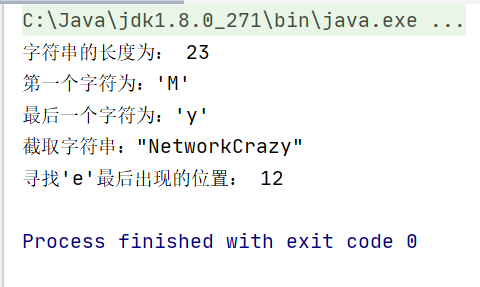 C:\Java\jdk1.8.0_271\bin\java.exe ...
字符串的长度为： 23
第一个字符为：'M'
最后一个字符为：'y'
截取字符串："NetworkCrazy"
寻找'e'最后出现的位置： 12
Process finished with exit code 0